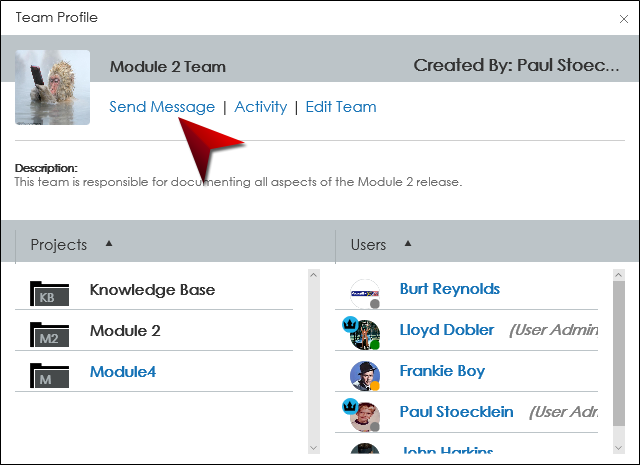 Team Profile
Module 2 Team
Created By: Paul Stoec...
Send Message | Activity | Edit Team
Description:
This team is responsible for documenting all aspects of the Module 2 release.
Projects
Users
KB Knowledge Base
M2 Module 2
M Module4
Burt Reynolds
Lloyd Dobler (User Admin
Frankie Boy
Paul Stoecklein (User Adr
John Harkins